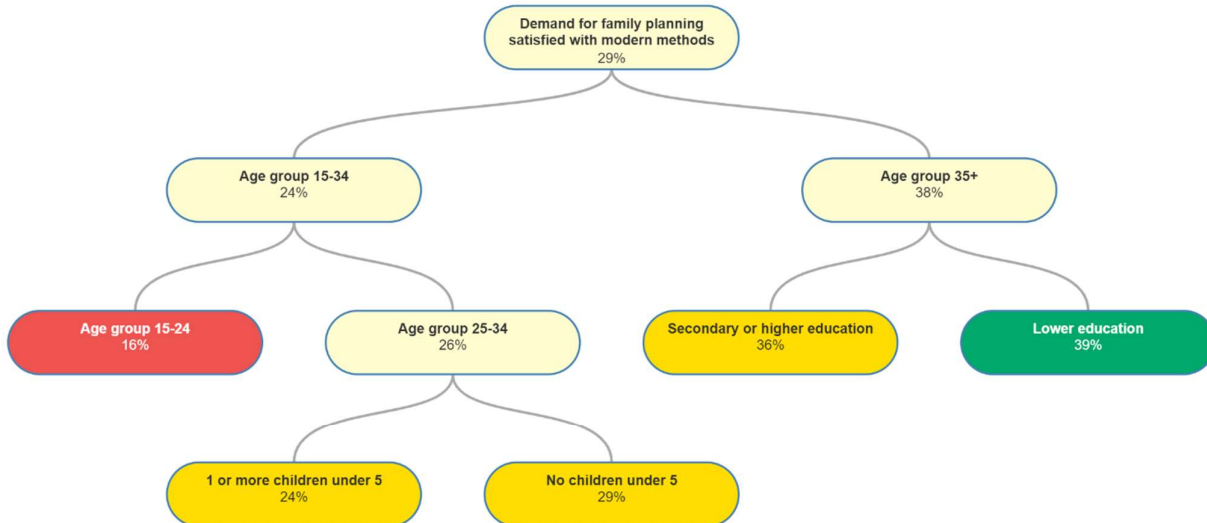 Demand for family planning
satisfied with modern methods
29%
Age group 15-34
24%
Age group 35+
38%
Age group 15-24
16%
Age group 25-34
26%
Secondary or higher education
36%
Lower education
39%
1 or more children under 5
24%
No children under 5
29%